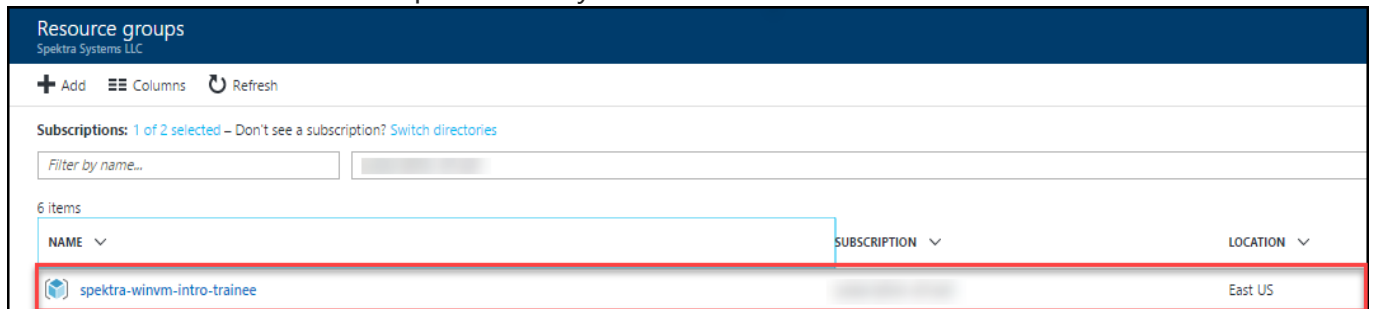 Resource groups
Spektra Systems LLC
Add Columns Refresh
Subscriptions: 1 of 2 selected – Don't see a subscription? Switch directories
Filter by name...
6 items
NAME SUBSCRIPTION LOCATION
spektra-winvm-intro-trainee East US